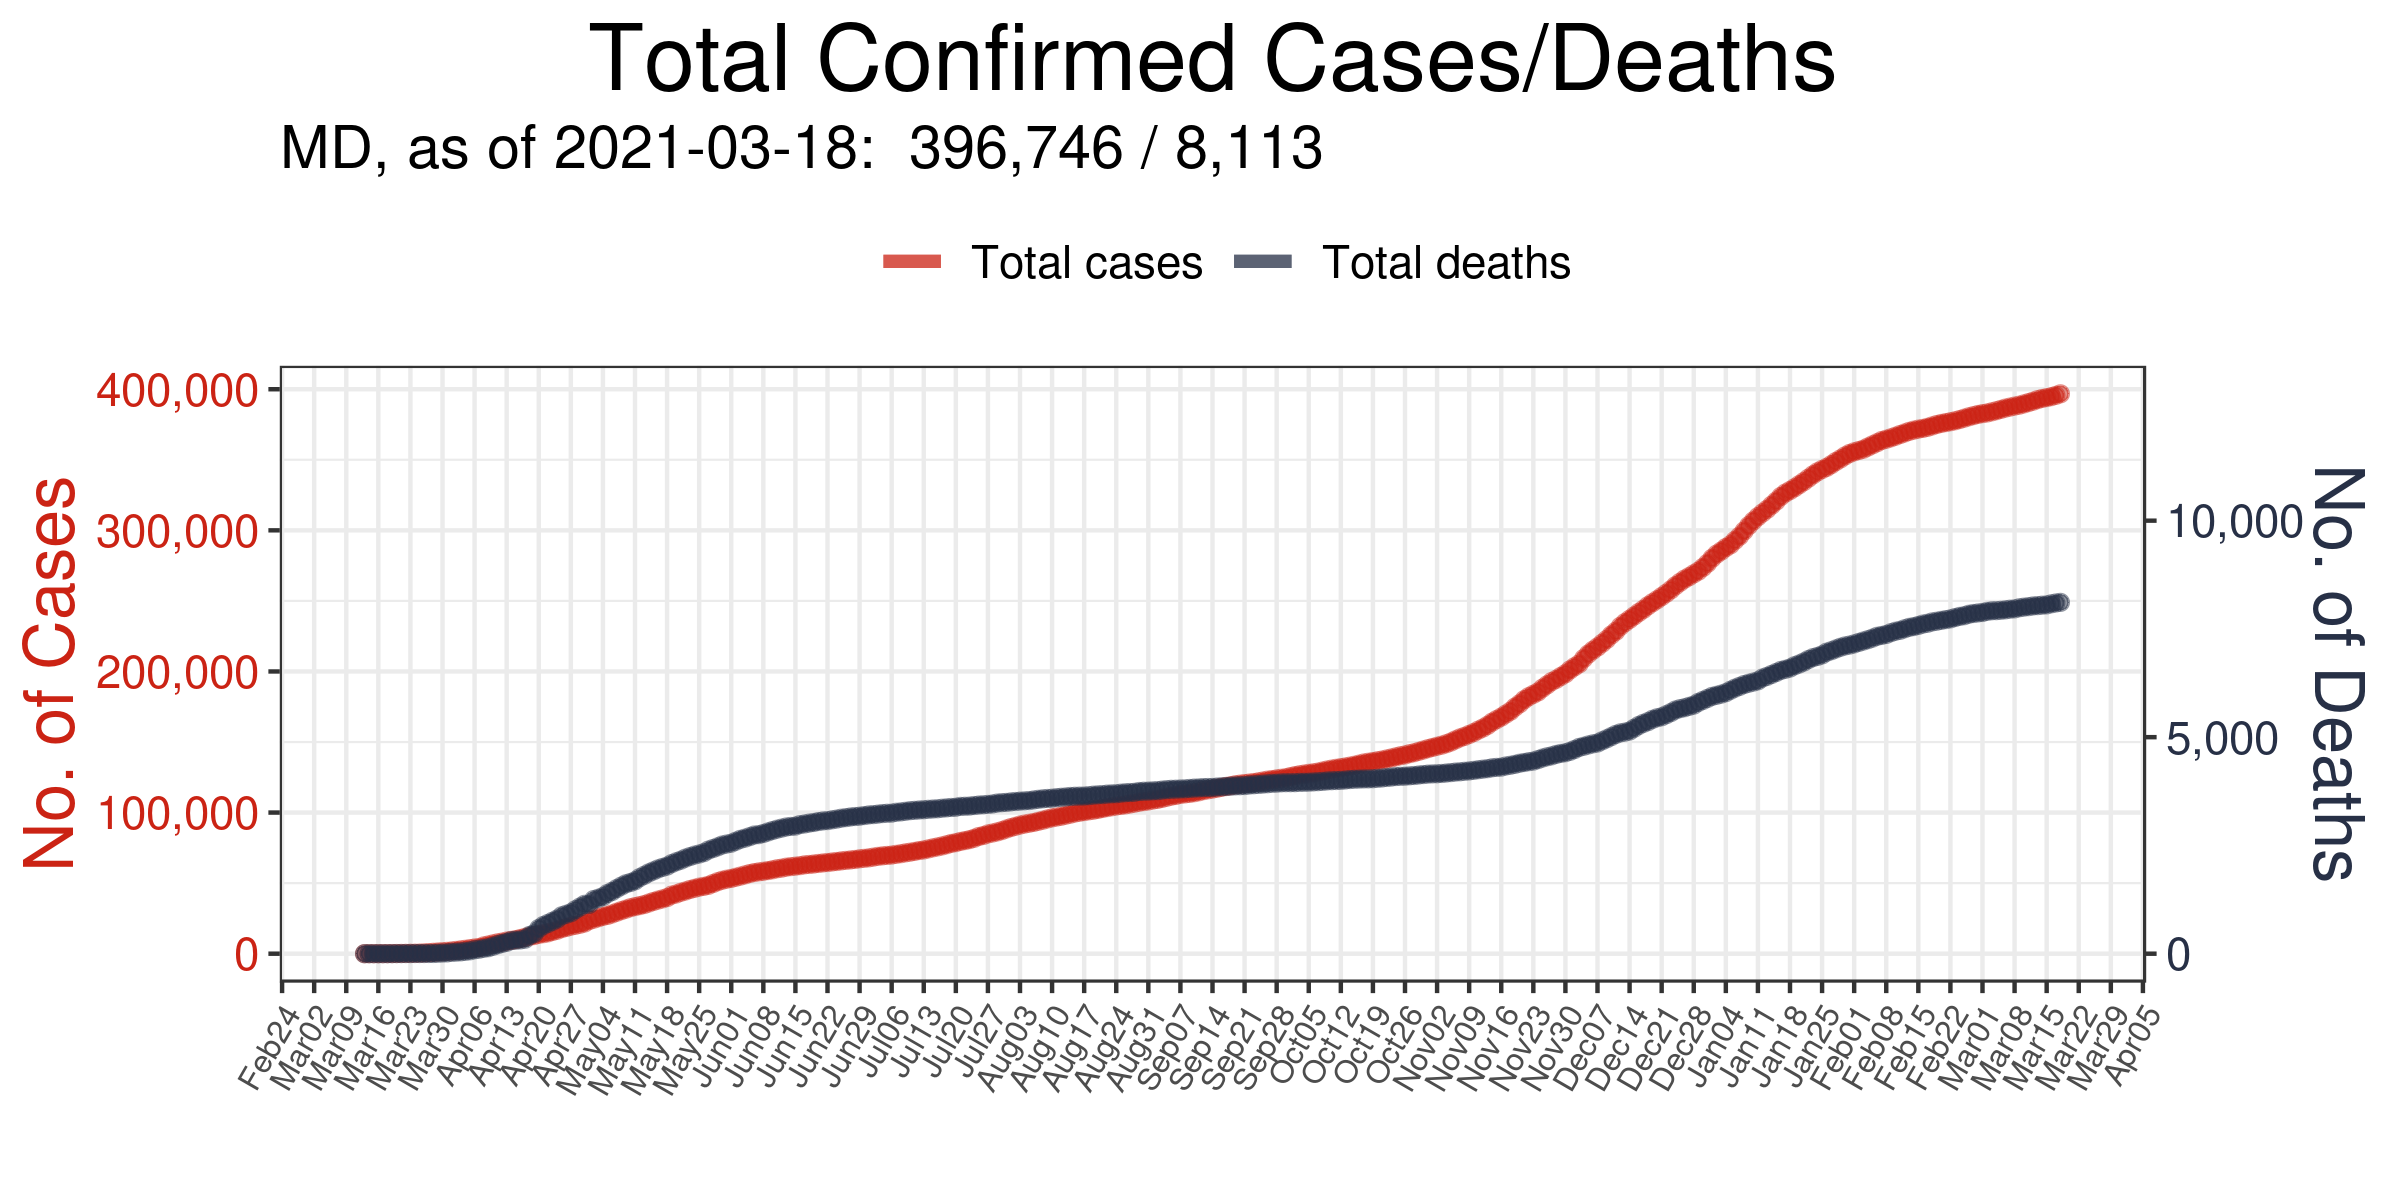 Total Confirmed Cases/Deaths
MD, as of 2021-03-18:  396,746 / 8,113
Total cases
Total deaths
No. of Cases
400,000
300,000
200,000
100,000
0
10,000
5,000
0
No. of Deaths
Feb24
Mar02
Mar09
Mar16
Mar23
Mar30
Apr06
Apr13
Apr20
Apr27
May04
May11
May18
May25
Jun01
Jun08
Jun15
Jun22
Jun29
Jul06
Jul13
Jul20
Jul27
Aug03
Aug10
Aug17
Aug24
Aug31
Sep07
Sep14
Sep21
Sep28
Oct05
Oct12
Oct19
Oct26
Nov02
Nov09
Nov16
Nov23
Nov30
Dec07
Dec14
Dec21
Dec28
Jan04
Jan11
Jan18
Jan25
Feb01
Feb08
Feb15
Feb22
Mar01
Mar08
Mar15
Mar22
Mar29
Apr05